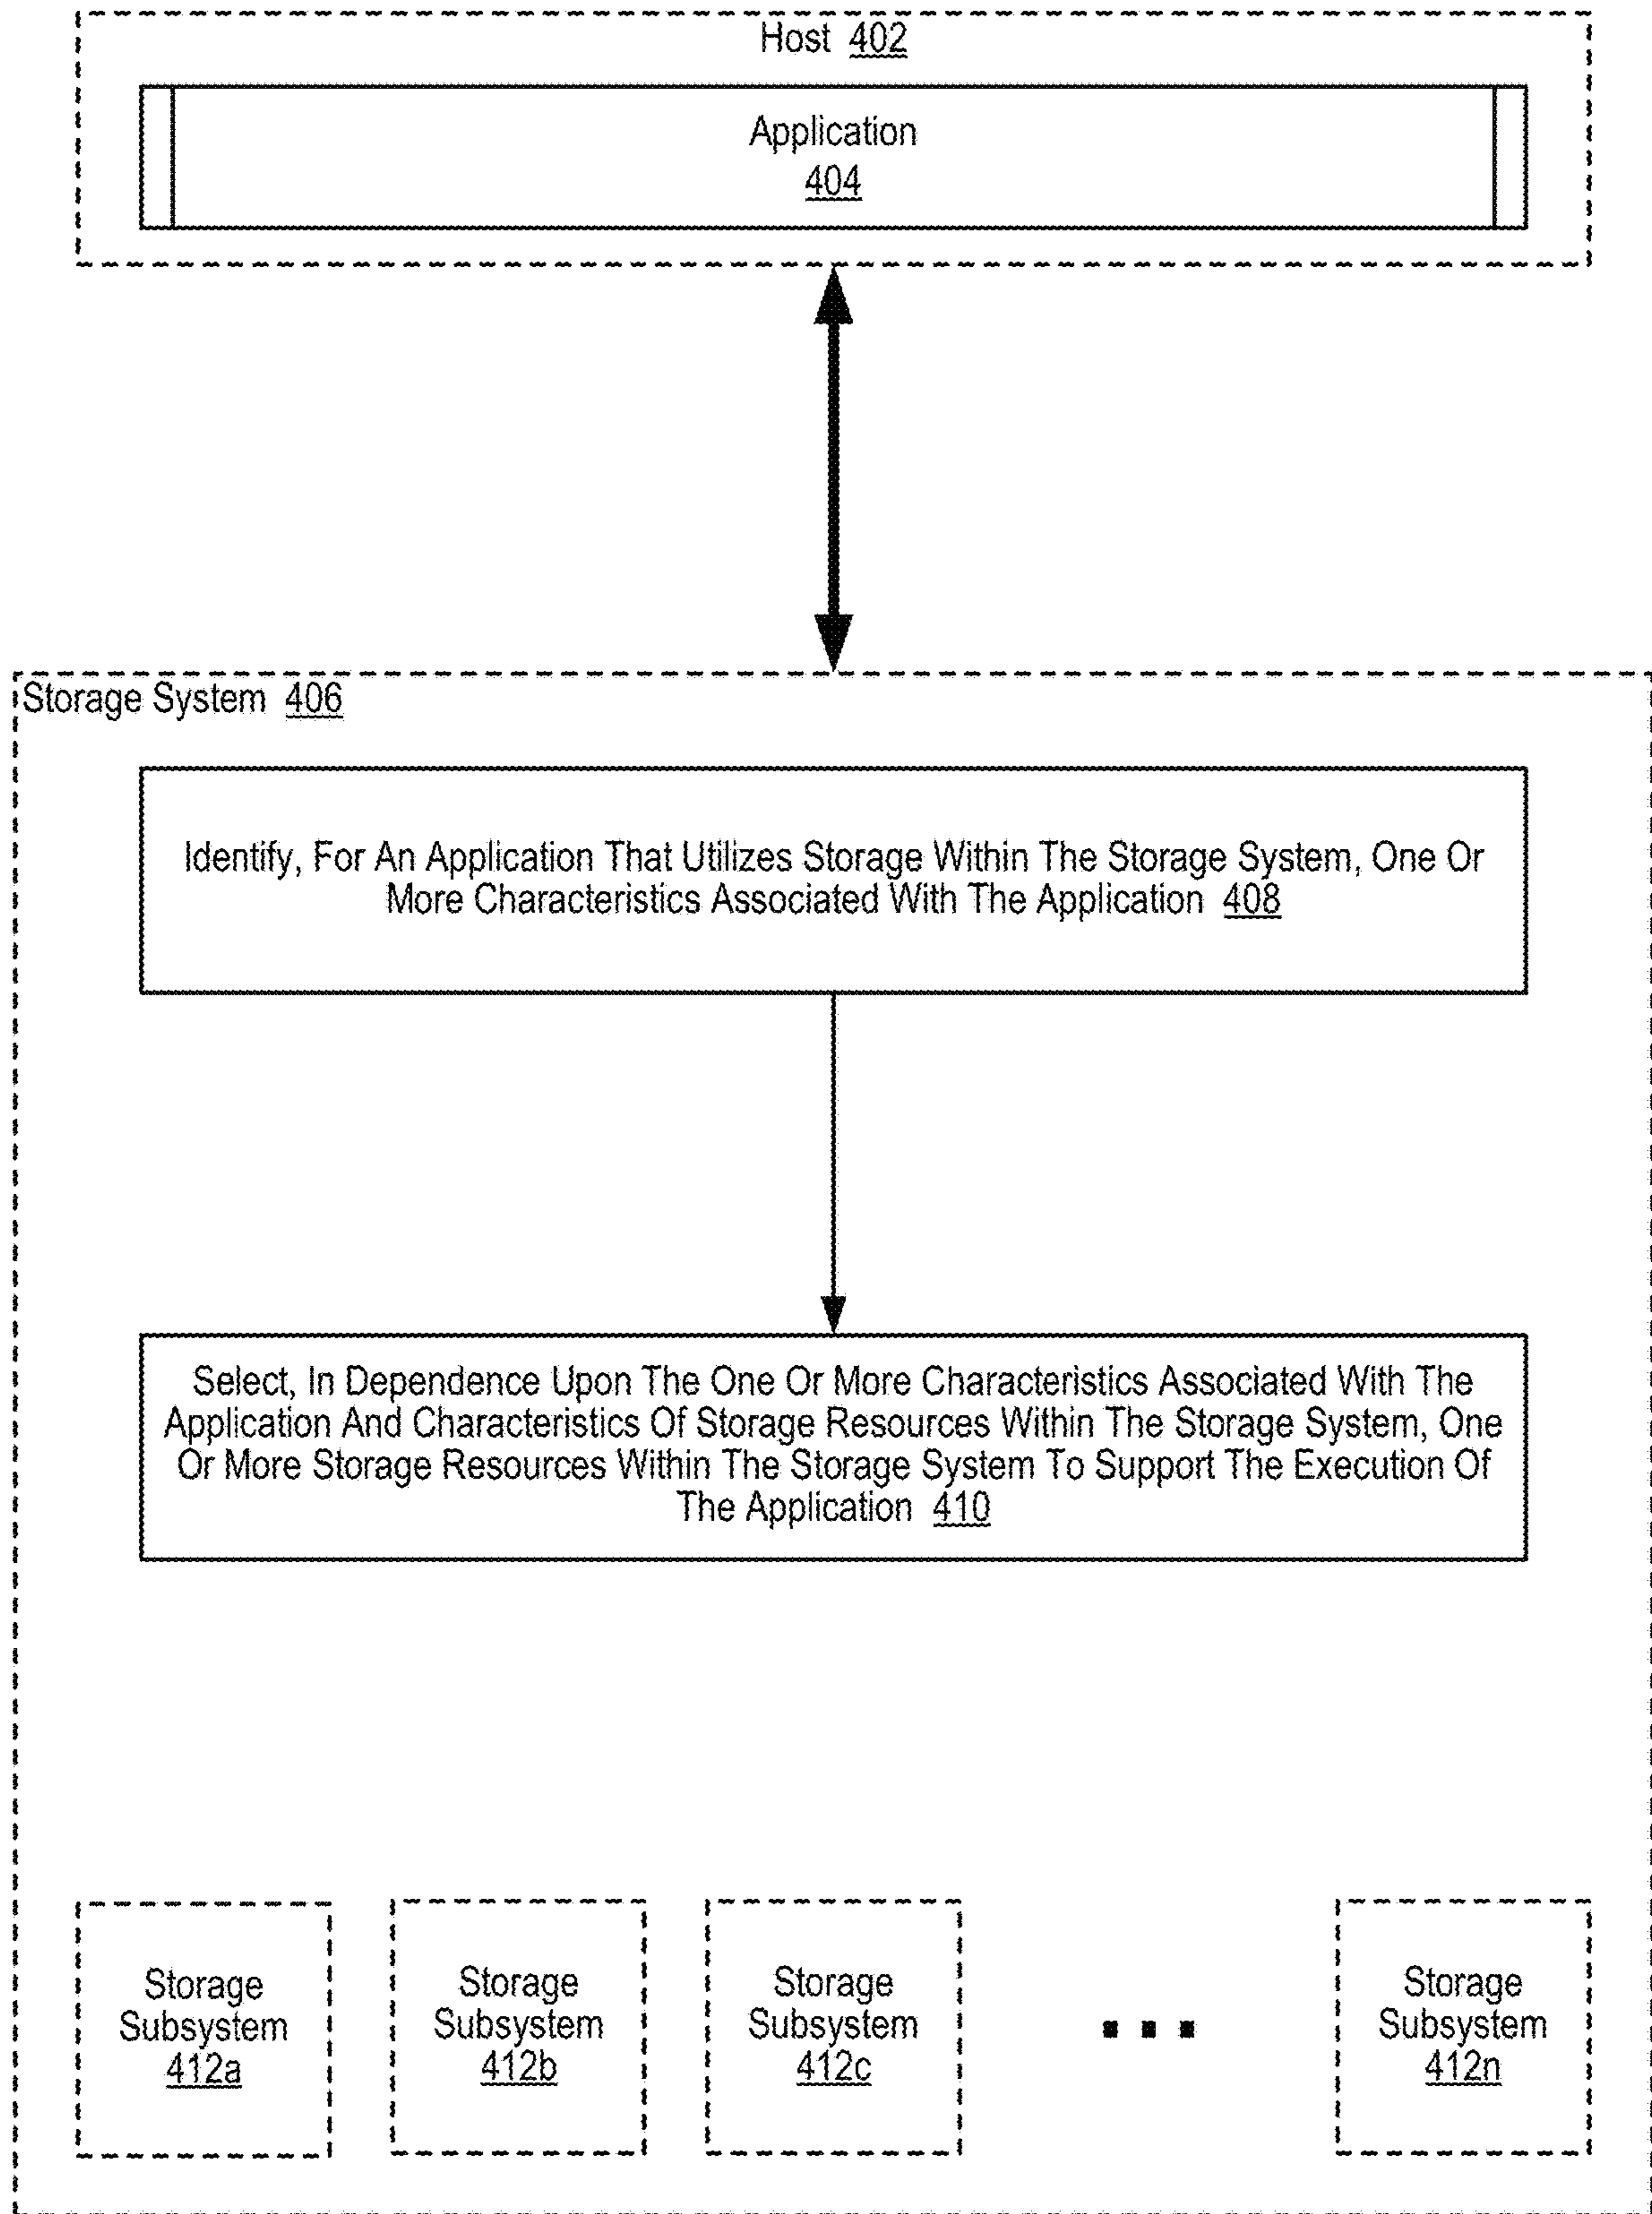 Host 402
Application
404
Storage System 406
Identify, For An Application That Utilizes Storage Within The Storage System, One Or
More Characteristics Associated With The Application 408
Select, In Dependence Upon The One Or More Characteristics Associated With The
Application And Characteristics Of Storage Resources Within The Storage System, One
Or More Storage Resources Within The Storage System To Support The Execution Of
The Application 410
Storage
Subsystem
412a
Storage
Subsystem
412b
Storage
Subsystem
412c
Storage
Subsystem
412n